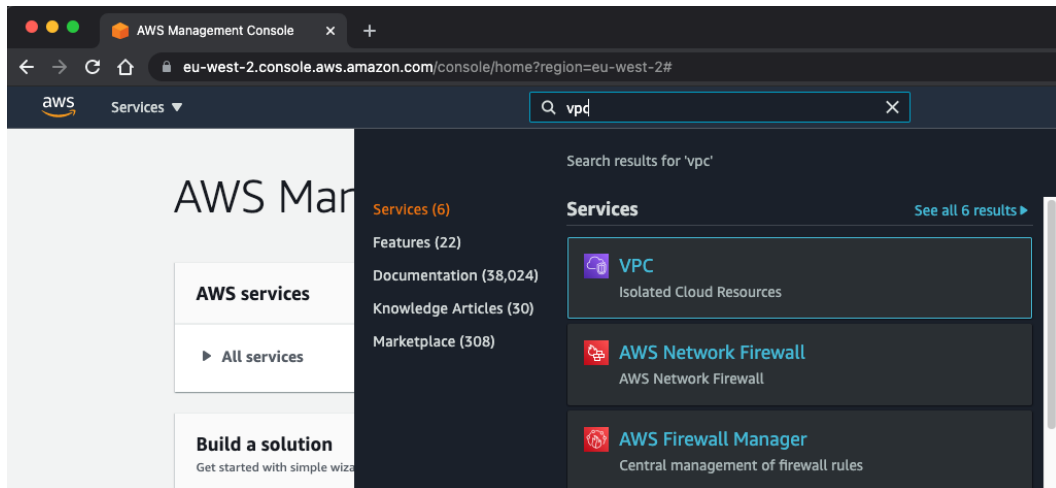 AWS Management Console
eu-west-2.console.aws.amazon.com/console/home?region=eu-west-2#
aws
Services
vpc
Search results for 'vpc'
AWS Mar
Services (6)
Features (22)
Documentation (38,024)
Knowledge Articles (30)
Marketplace (308)
Services
See all 6 results
VPC
Isolated Cloud Resources
AWS Network Firewall
AWS Network Firewall
AWS Firewall Manager
Central management of firewall rules
AWS services
All services
Build a solution
Get started with simple wiza